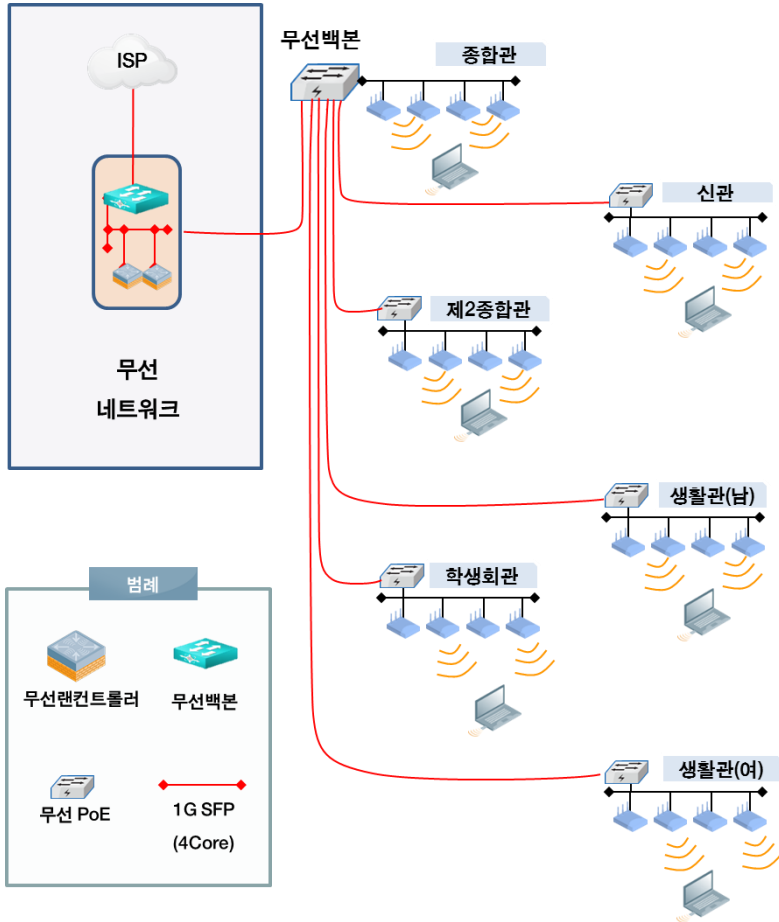 ISP
무선
네트워크
무선백본
종합관
신관
제2종합관
생활관(남)
학생회관
생활관(여)
범례
무선랜컨트롤러
무선백본
무선 PoE
1G SFP
(4Core)